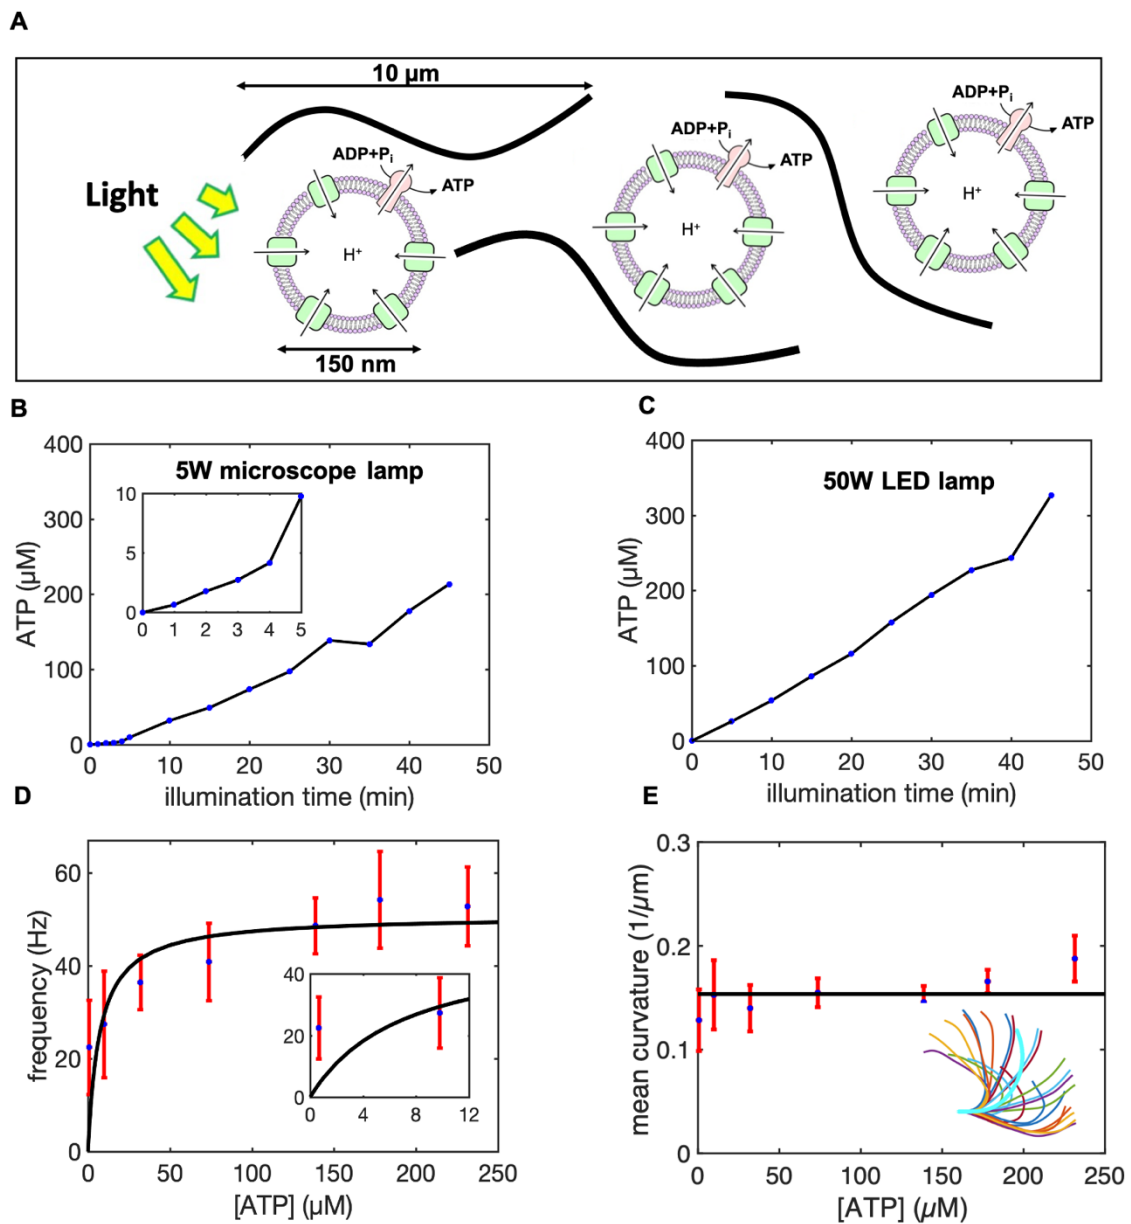 A
10 µm
Light
ADP+Pi
ATP
H+
150 nm
ADP+Pi
ATP
H+
ADP+Pi
ATP
H+
B
5W microscope lamp
ATP (µM)
400
300
200
100
0
0 10 20 30 40 50
illumination time (min)
10
5
0
0 1 2 3 4 5
C
50W LED lamp
ATP (µM)
400
300
200
100
0
0 10 20 30 40 50
illumination time (min)
D
frequency (Hz)
60
40
20
0
0 50 100 150 200 250
[ATP] (µM)
40
20
0
0 4 8 12
E
mean curvature (1/µm)
0.3
0.2
0.1
0
0 50 100 150 200 250
[ATP] (µM)